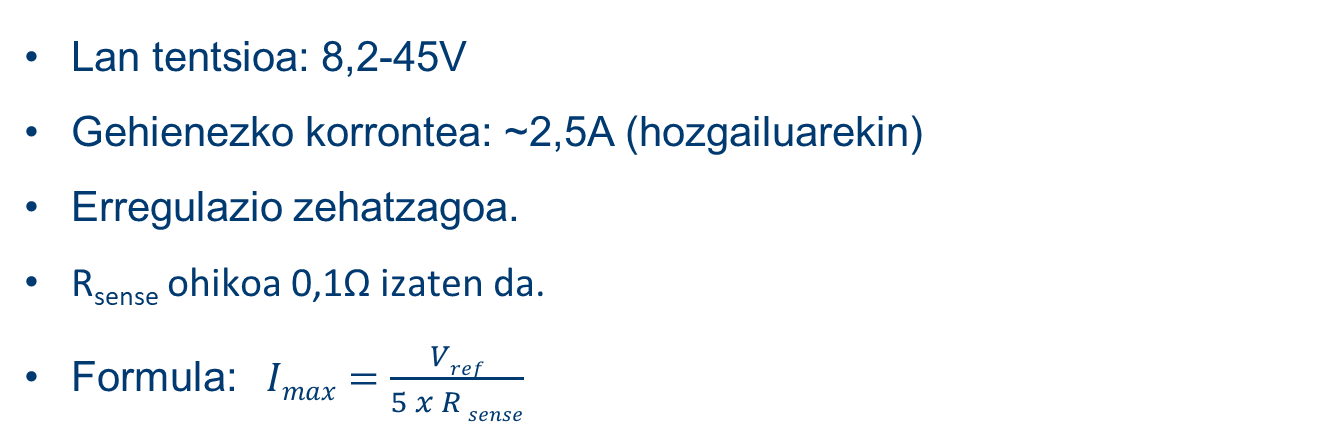 • Lan tentsioa: 8,2-45V
• Gehienezko korrontea: ~2,5A (hozgailuarekin)
• Erregulazio zehatzagoa.
• Rsense ohikoa 0,1Ω izaten da.
• Formula: Imax = Vref / 5 x R sense